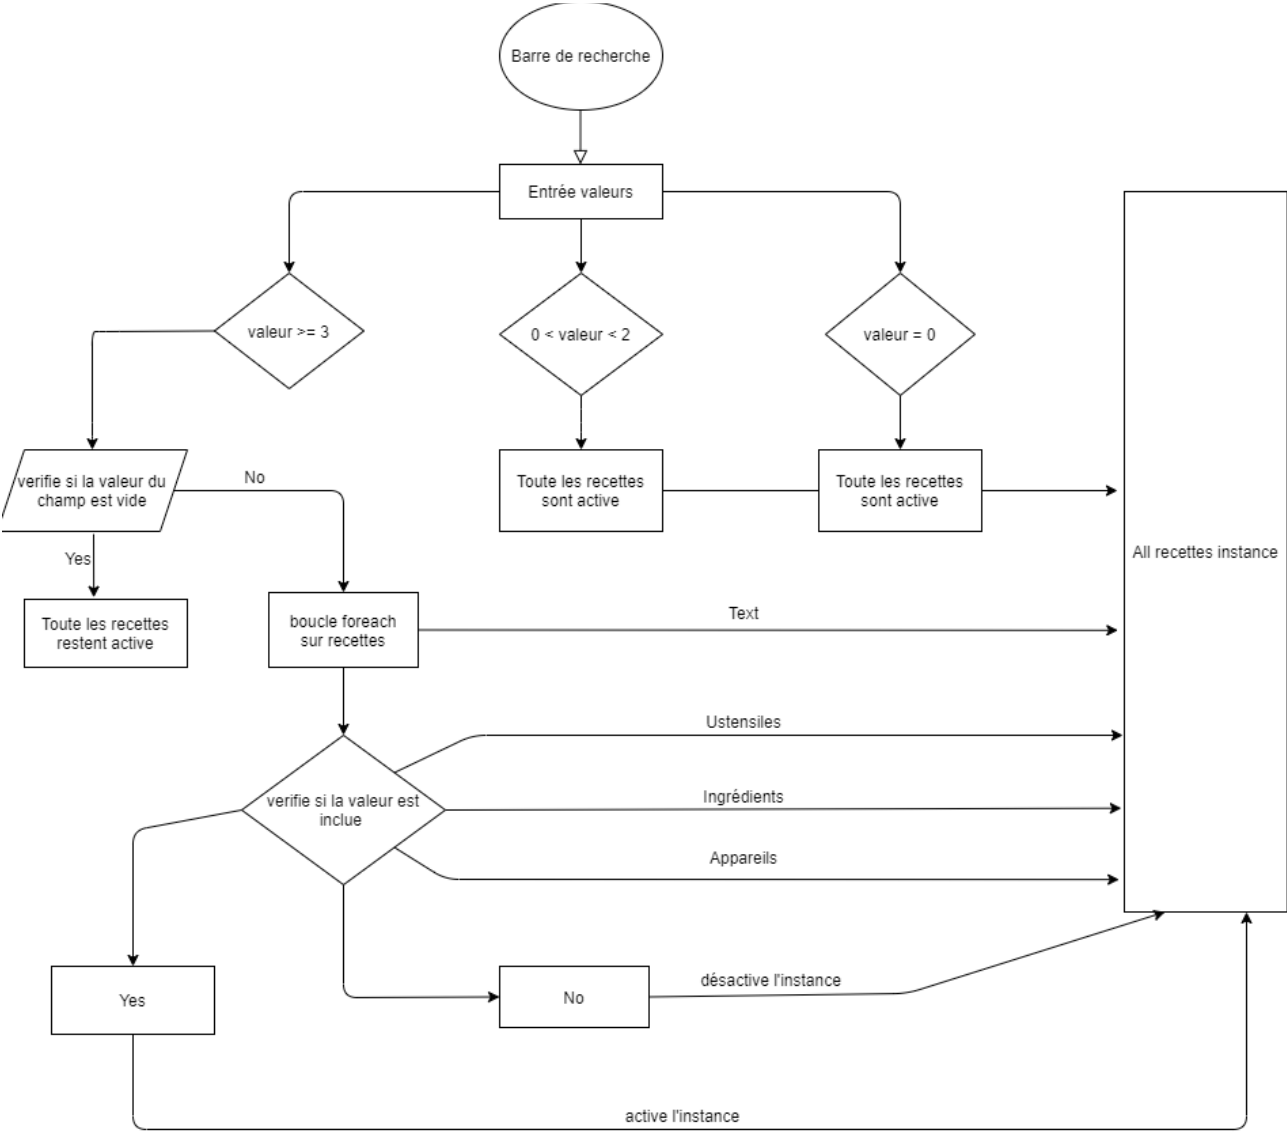 Barre de recherche
Entrée valeurs
valeur >= 3
0 < valeur < 2
valeur = 0
verifie si la valeur du
champ est vide
No
Toute les recettes
sont active
Toute les recettes
sont active
All recettes instance
Yes
Toute les recettes
restent active
boucle foreach
sur recettes
Text
Ustensiles
verifie si la valeur est
inclue
Ingrédients
Appareils
Yes
No
désactive l'instance
active l'instance